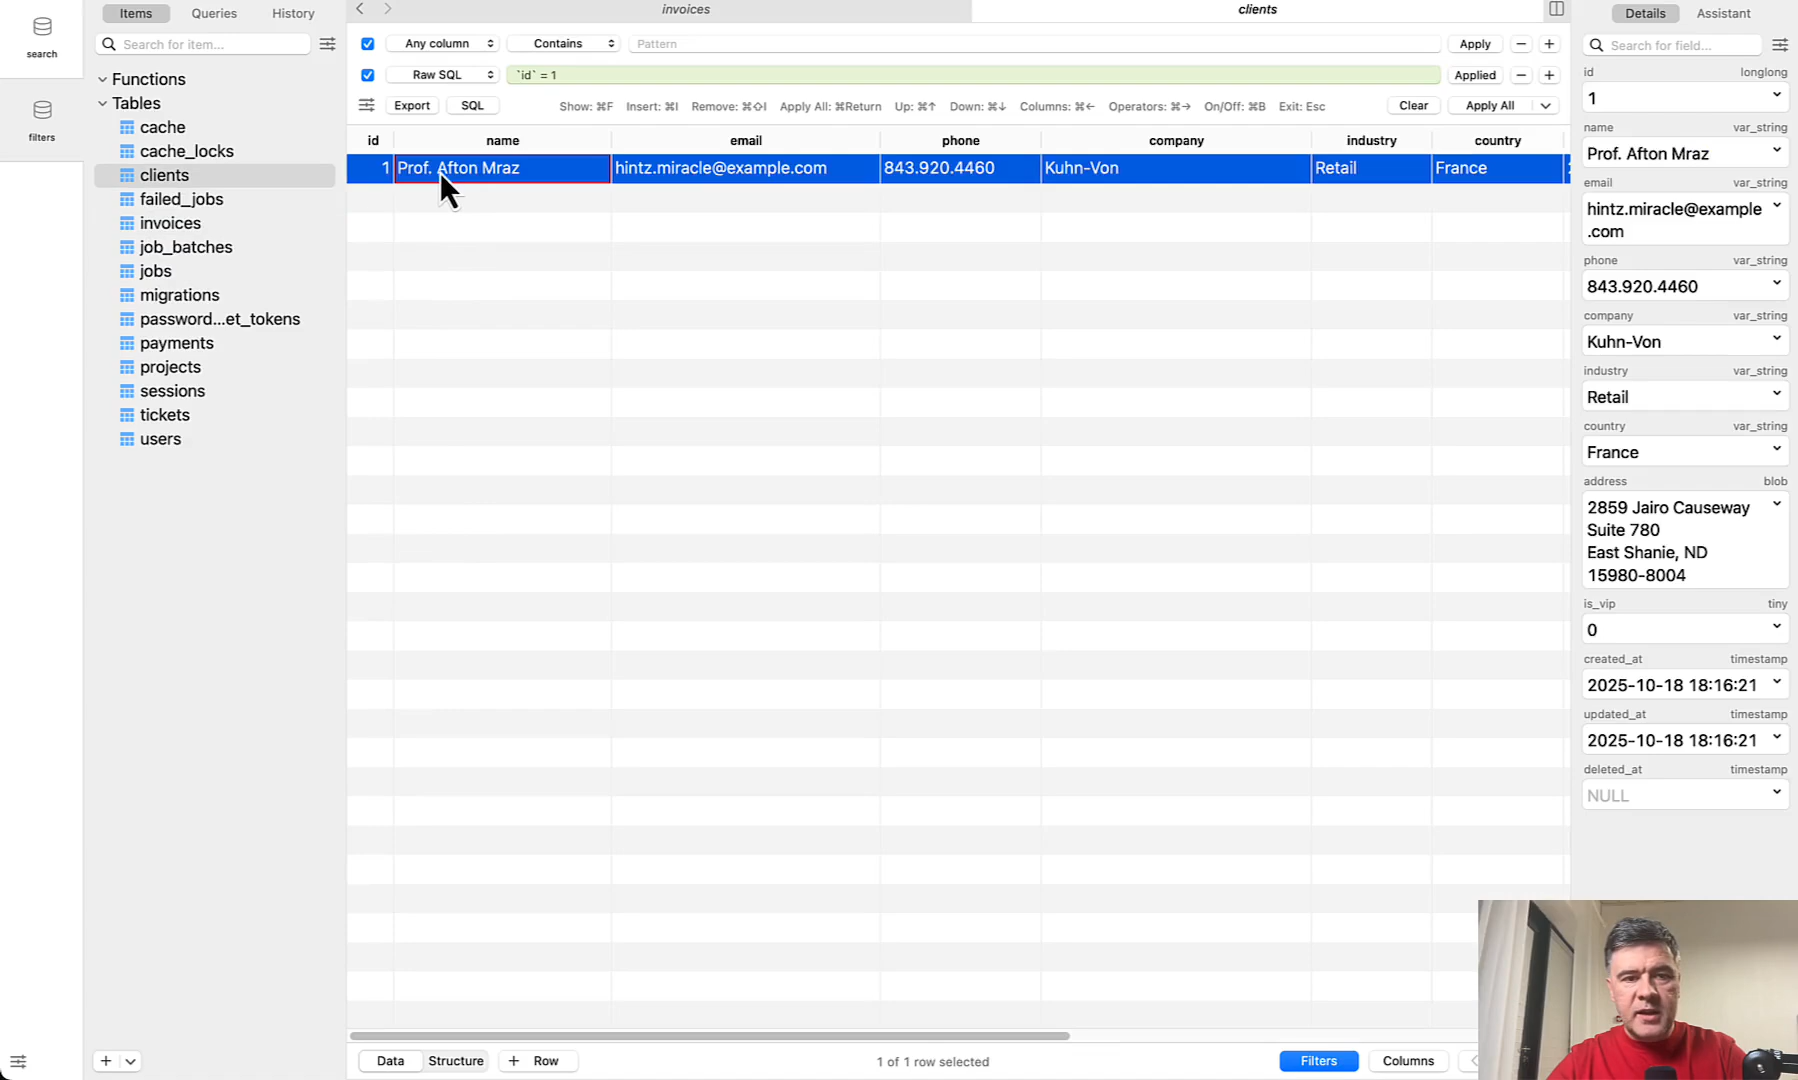 search
filters
Items Queries History
Search for item...
Functions
Tables
cache
cache_locks
clients
failed_jobs
invoices
job_batches
jobs
migrations
password...et_tokens
payments
projects
sessions
tickets
users
invoices clients
Any column Contains Pattern Apply
Raw SQL `id` = 1 Applied
Export SQL Show: ⌘F Insert: ⌘I Remove: ⌘⇧I Apply All: ⌘Return Up: ⌘↑ Down: ⌘↓ Columns: ⌘← Operators: ⌘→ On/Off: ⌘B Exit: Esc Clear Apply All
id name email phone company industry country
1 Prof. Afton Mraz hintz.miracle@example.com 843.920.4460 Kuhn-Von Retail France
Data Structure + Row 1 of 1 row selected Filters Columns
Details Assistant
Search for field...
id longlong
1
name var_string
Prof. Afton Mraz
email var_string
hintz.miracle@example
.com
phone var_string
843.920.4460
company var_string
Kuhn-Von
industry var_string
Retail
country var_string
France
address blob
2859 Jairo Causeway
Suite 780
East Shanie, ND
15980-8004
is_vip tiny
0
created_at timestamp
2025-10-18 18:16:21
updated_at timestamp
2025-10-18 18:16:21
deleted_at timestamp
NULL